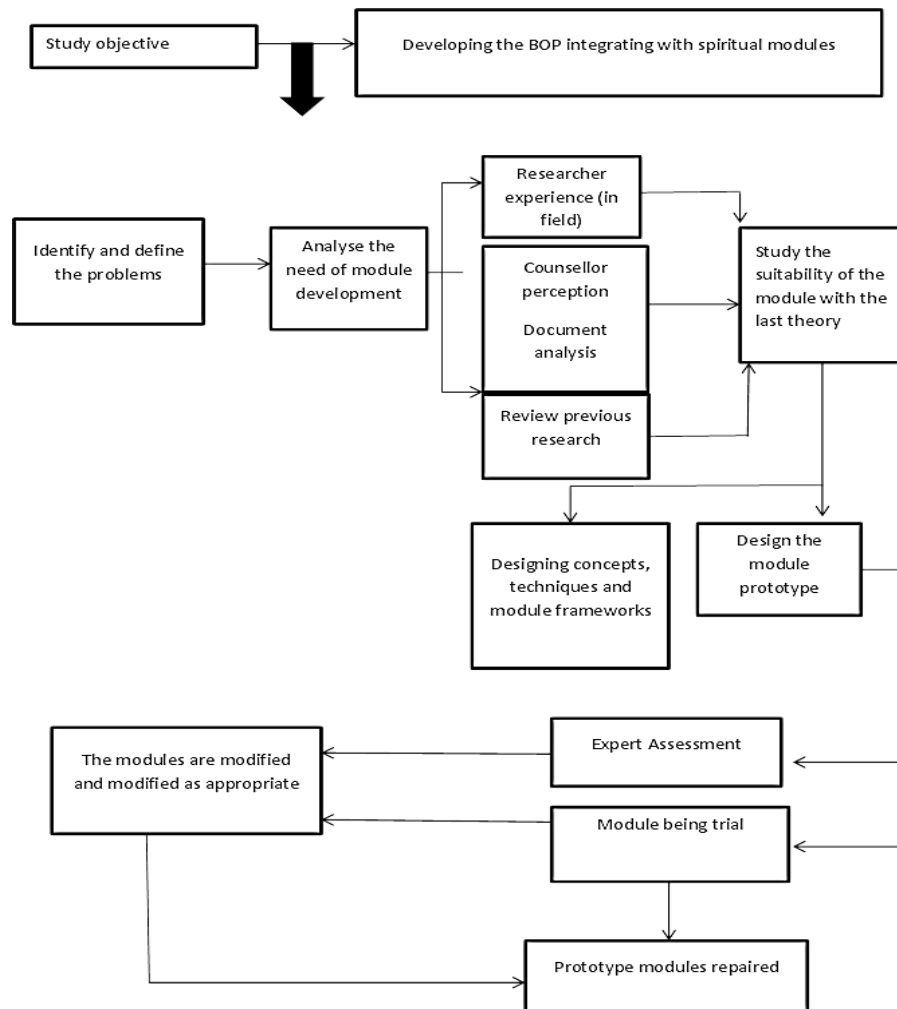 Study objective
Developing the BOP integrating with spiritual modules
Researcher
experience (in
field)
Identify and define
the problems
Analyse the
need of module
development
Counsellor
perception
Document
analysis
Study the
suitability of the
module with the
last theory
Review previous
research
Designing concepts,
techniques and
module frameworks
Design the
module
prototype
The modules are modified
and modified as appropriate
Expert Assessment
Module being trial
Prototype modules repaired